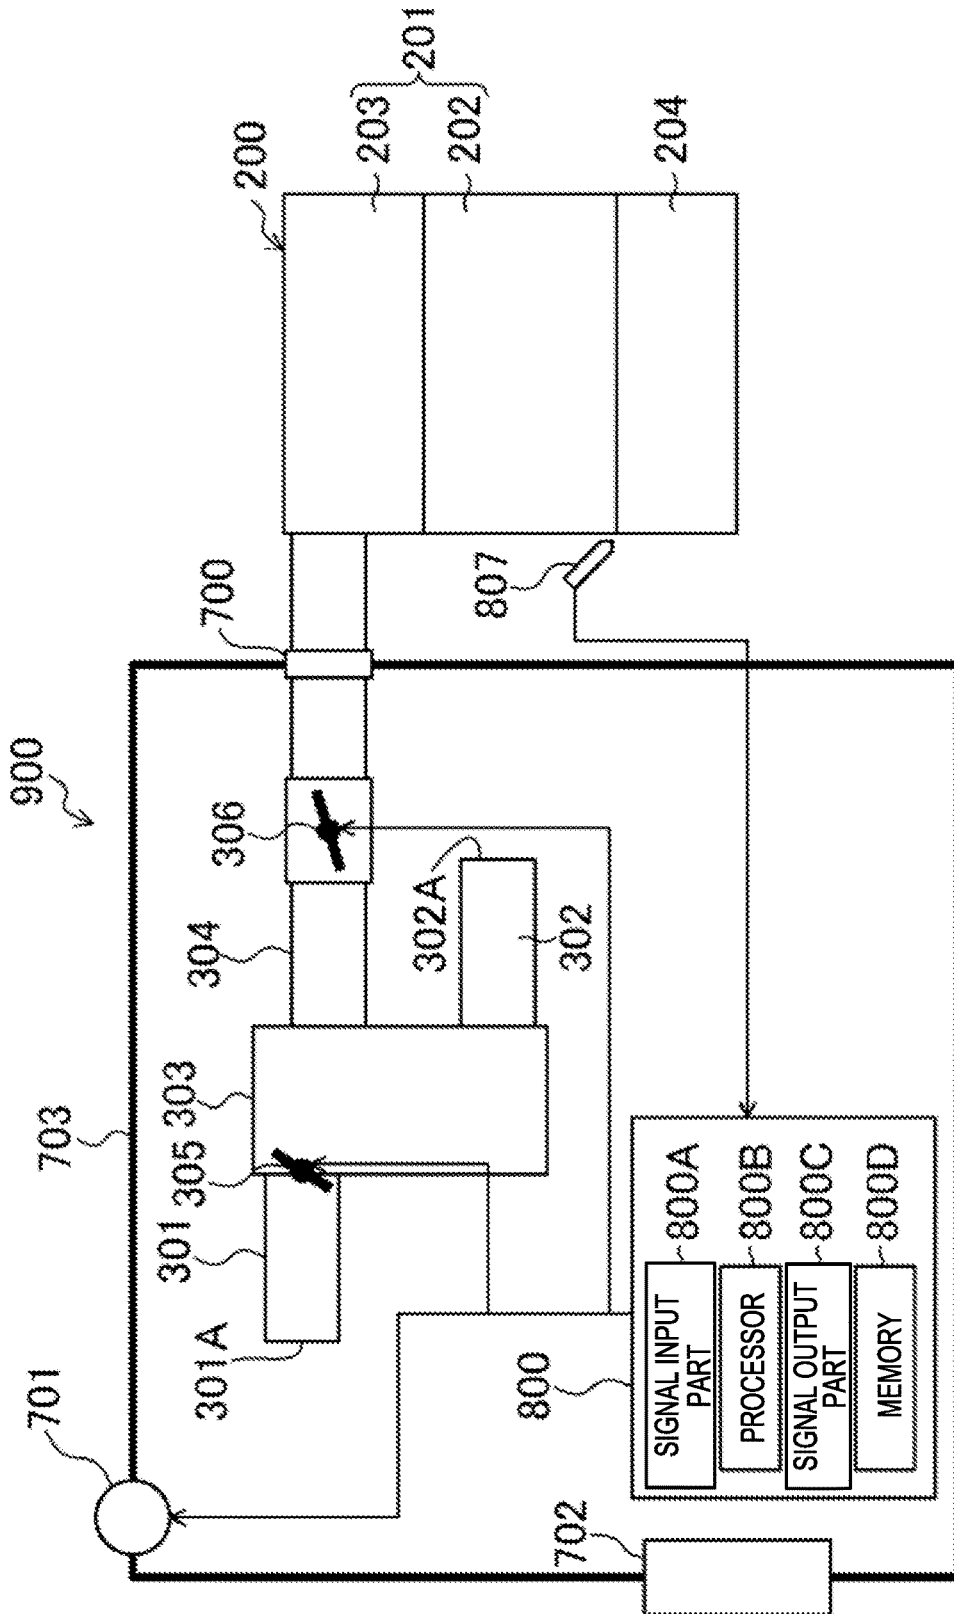 900
701
703
301
303
305
304
301A
700
306
200
203
201
302A
202
807
800
702
302
204
SIGNAL INPUT
PART
800A
PROCESSOR
800B
SIGNAL OUTPUT
PART
800C
MEMORY
800D